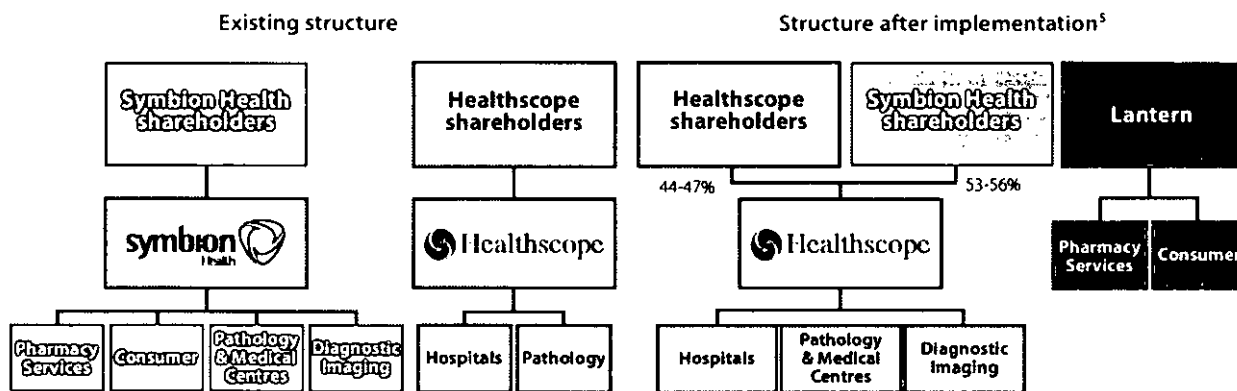 Existing structure
Structure after implementation⁵
Symbion Health
shareholders
Healthscope
shareholders
Healthscope
shareholders
Symbion Health
shareholders
Lantern
44-47%
53-56%
symbion
Health
Healthscope
Healthscope
Pharmacy
Services
Consumer
Pharmacy
Services
Consumer
Pathology
& Medical
Centres
Diagnostic
Imaging
Hospitals
Pathology
Hospitals
Pathology
& Medical
Centres
Diagnostic
Imaging